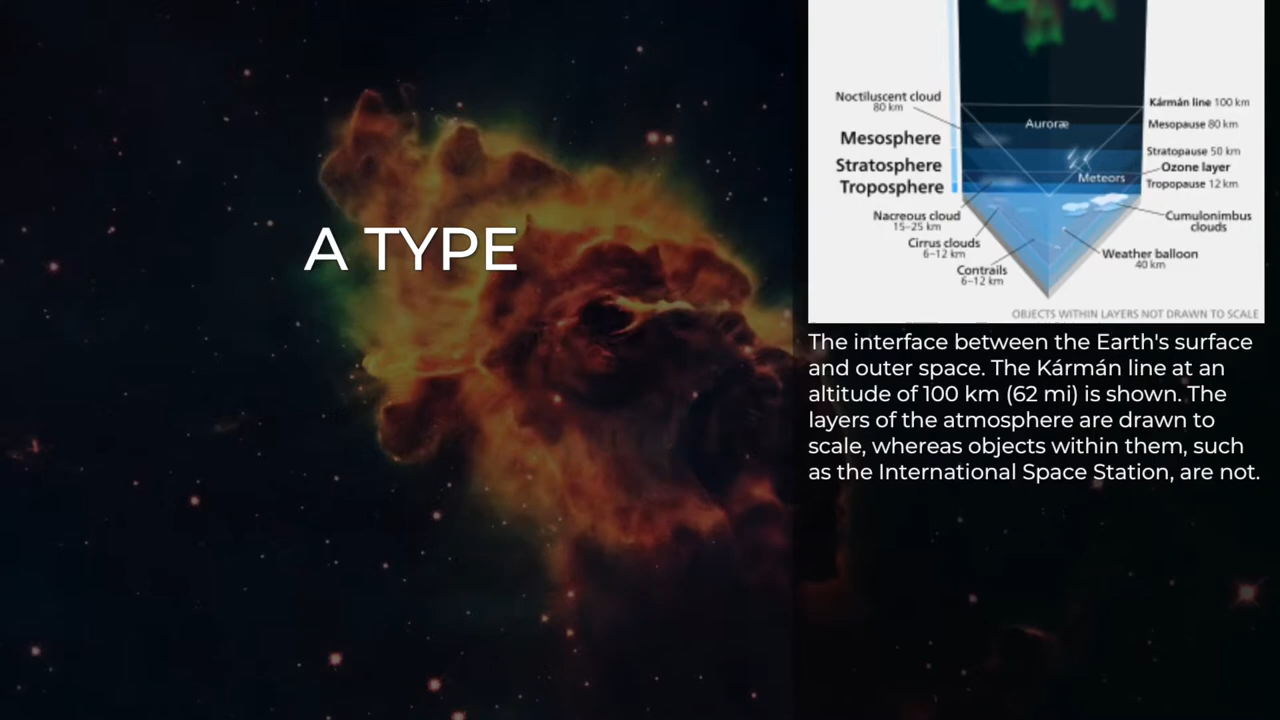 A TYPE
Noctiluscent cloud
80 km
Mesosphere
Stratosphere
Troposphere
Nacreous cloud
15–25 km
Cirrus clouds
6–12 km
Contrails
6–12 km
Auroræ
Meteors
Kármán line 100 km
Mesopause 80 km
Stratopause 50 km
Ozone layer
Tropopause 12 km
Cumulonimbus
clouds
Weather balloon
40 km
OBJECTS WITHIN LAYERS NOT DRAWN TO SCALE
The interface between the Earth's surface
and outer space. The Kármán line at an
altitude of 100 km (62 mi) is shown. The
layers of the atmosphere are drawn to
scale, whereas objects within them, such
as the International Space Station, are not.